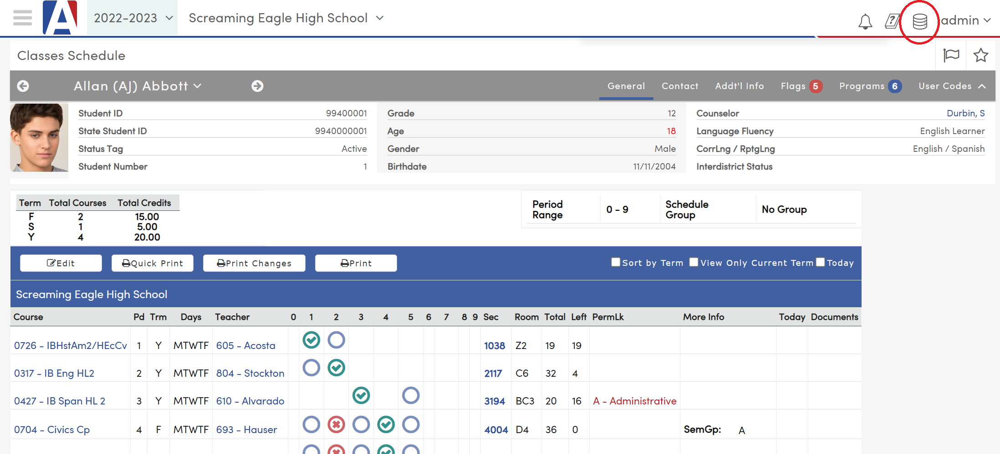 A 2022-2023 Screaming Eagle High School ? admin
Classes Schedule
Allan (AJ) Abbott General Contact Addt'l Info Flags 5 Programs 6 User Codes
Student ID 99400001 Grade 12 Counselor Durbin, S
State Student ID 9940000001 Age 18 Language Fluency English Learner
Status Tag Active Gender Male CorrLng / RptgLng English / Spanish
Student Number 1 Birthdate 11/11/2004 Interdistrict Status
Term Total Courses Total Credits
F 2 15.00
S 1 5.00
Y 4 20.00
Period Range 0 - 9 Schedule Group No Group
Edit Quick Print Print Changes Print Sort by Term View Only Current Term Today
Screaming Eagle High School
Course Pd Trm Days Teacher 0 1 2 3 4 5 6 7 8 9 Sec Room Total Left PermLk More Info Today Documents
0726 - IBHstAm2/HEcCv 1 Y MTWTF 605 - Acosta 1038 Z2 19 19
0317 - IB Eng HL2 2 Y MTWTF 804 - Stockton 2117 C6 32 4
0427 - IB Span HL 2 3 Y MTWTF 610 - Alvarado 3194 BC3 20 16 A - Administrative
0704 - Civics Cp 4 F MTWTF 693 - Hauser 4004 D4 36 0 SemGp: A